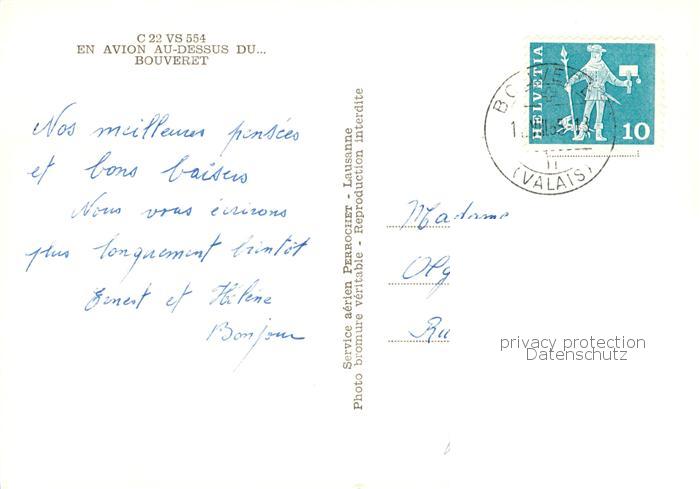 C 22 VS 554
EN AVION AU-DESSUS DU...
BOUVERET
Nos meilleures pensées
et bons baisers
Nous vous écrirons
plus longuement bientôt
Ernest et Hélène
Bonjour
Service aérien PERROCHET - Lausanne
Photo bromure véritable - Reproduction interdite
HELVETIA
10
(VALAIS)
Madame
Olg
Ru
privacy protection
Datenschutz